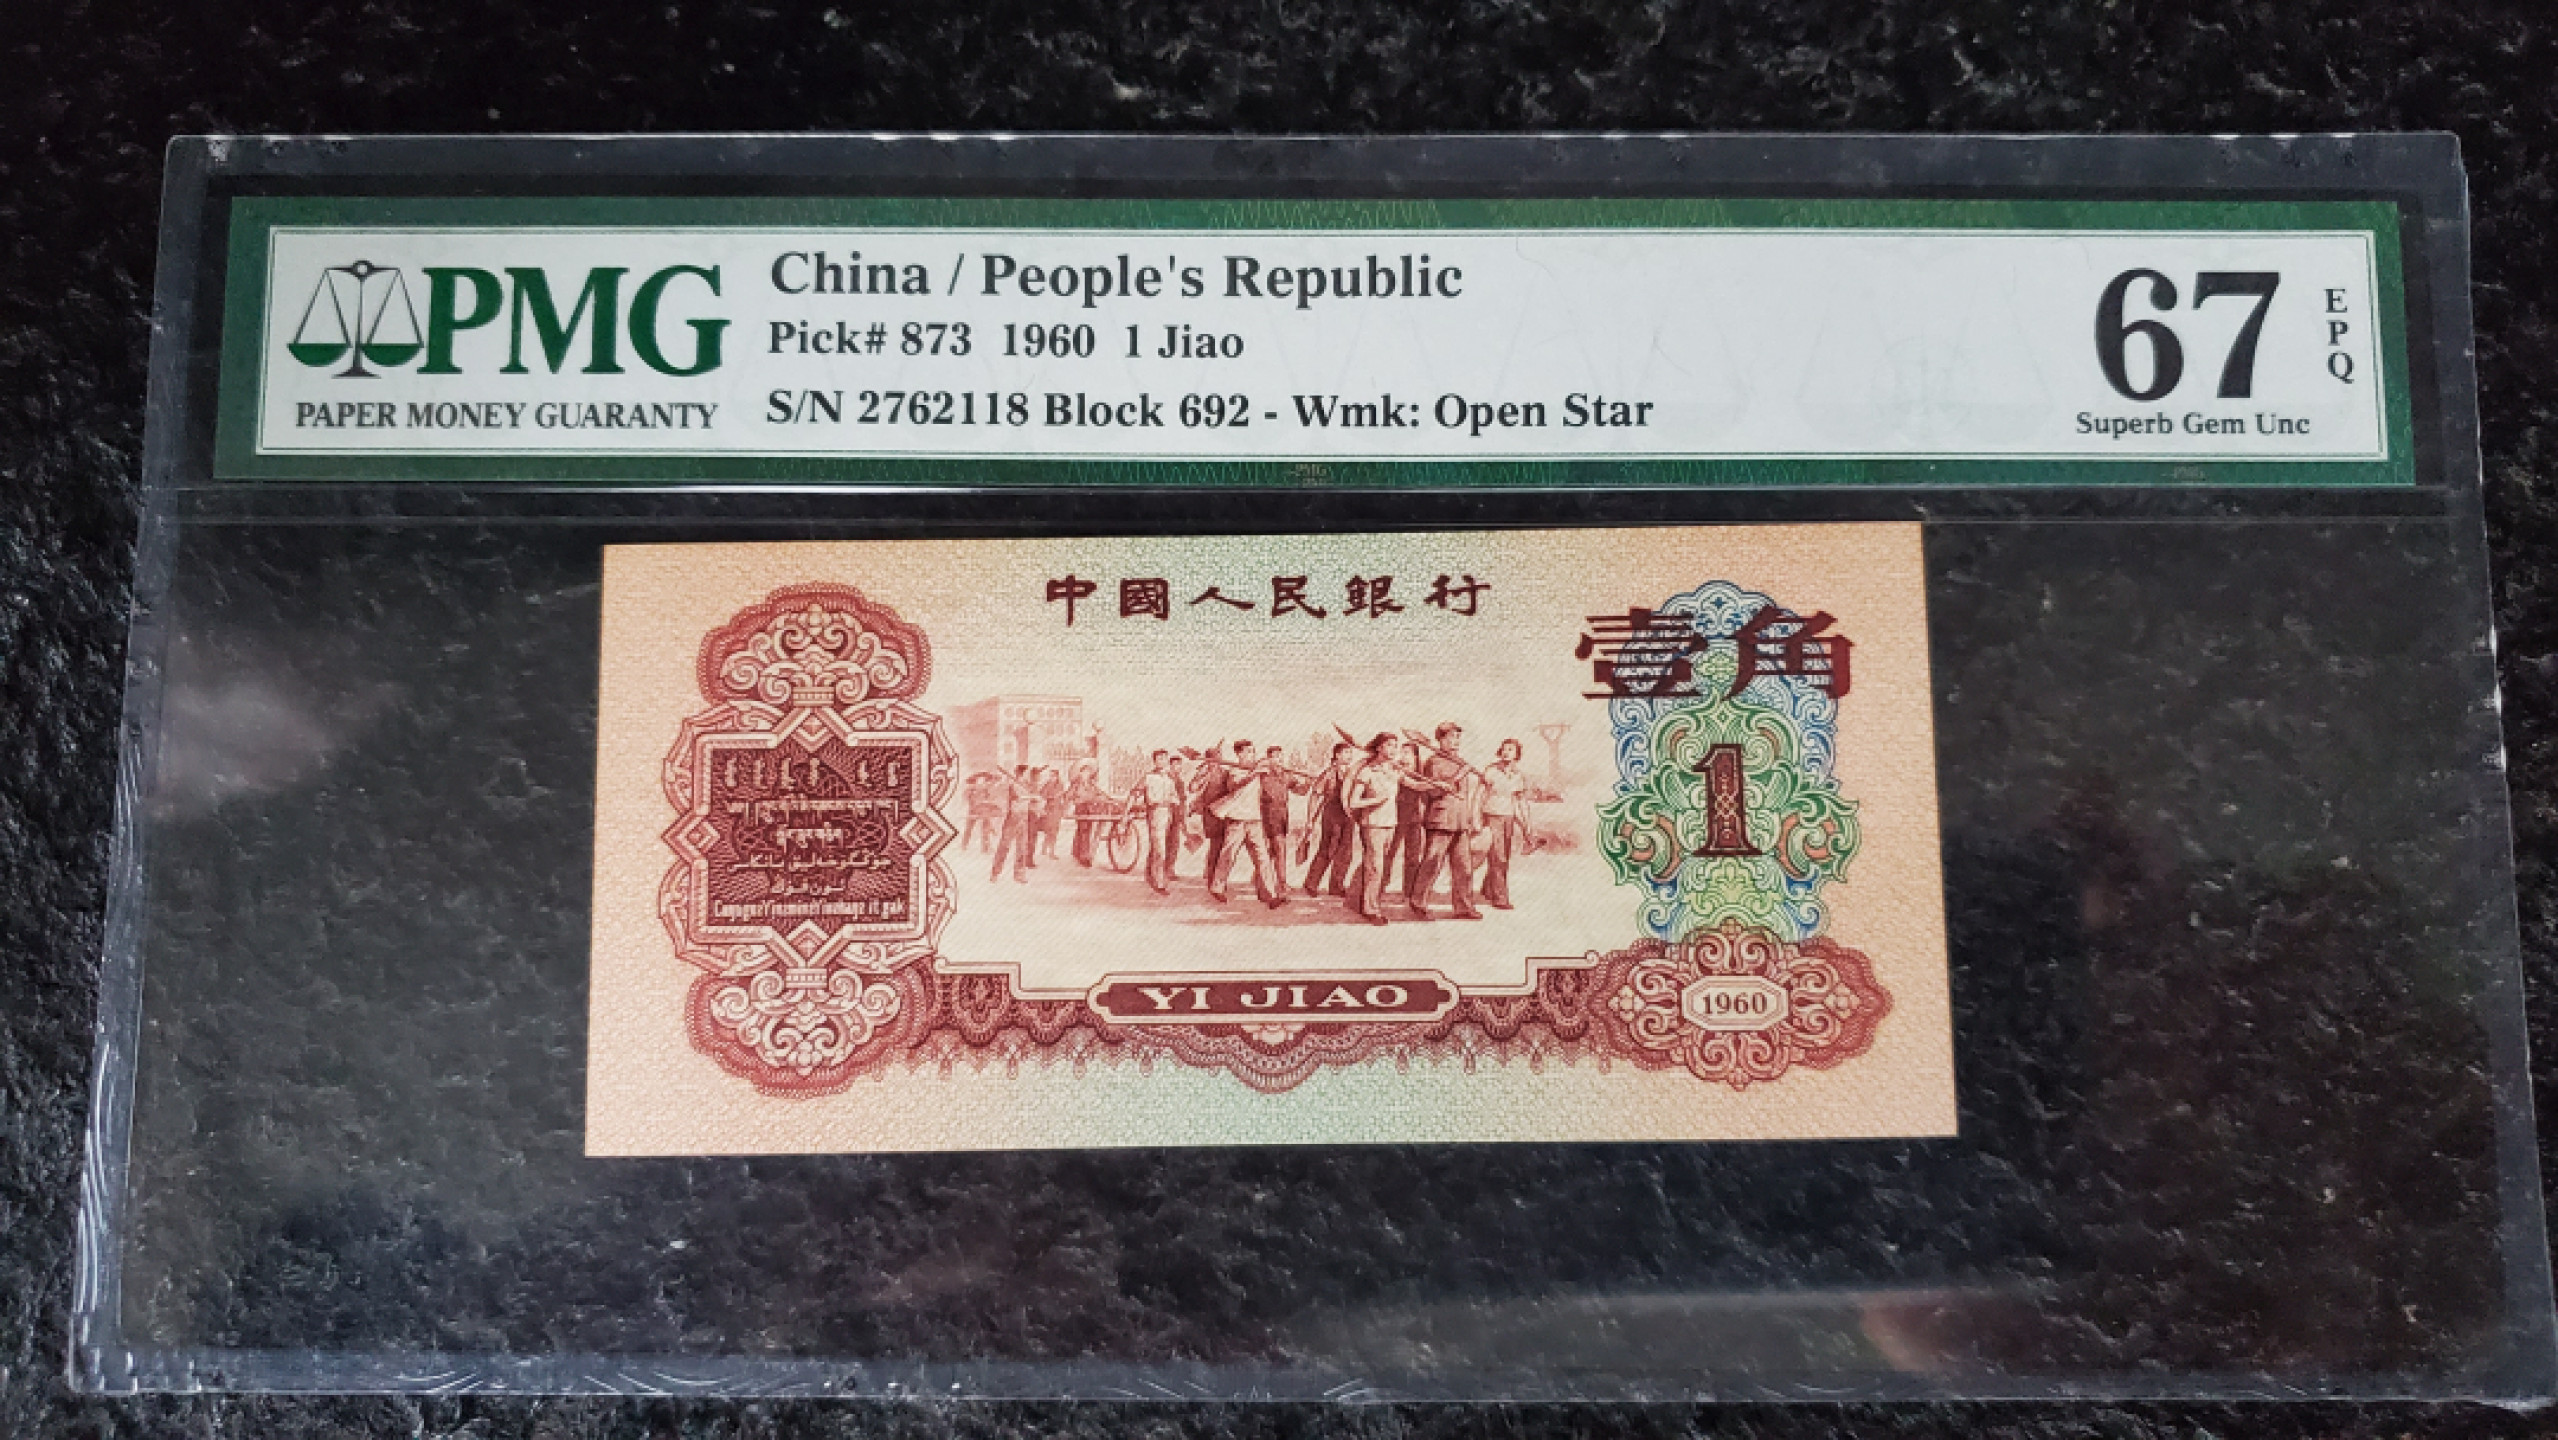 PMG
PAPER MONEY GUARANTY
China / People's Republic
Pick# 873 1960 1 Jiao
S/N 2762118 Block 692 - Wmk: Open Star
67
EPQ
Superb Gem Unc
中國人民銀行
壹角
1
YI JIAO
1960